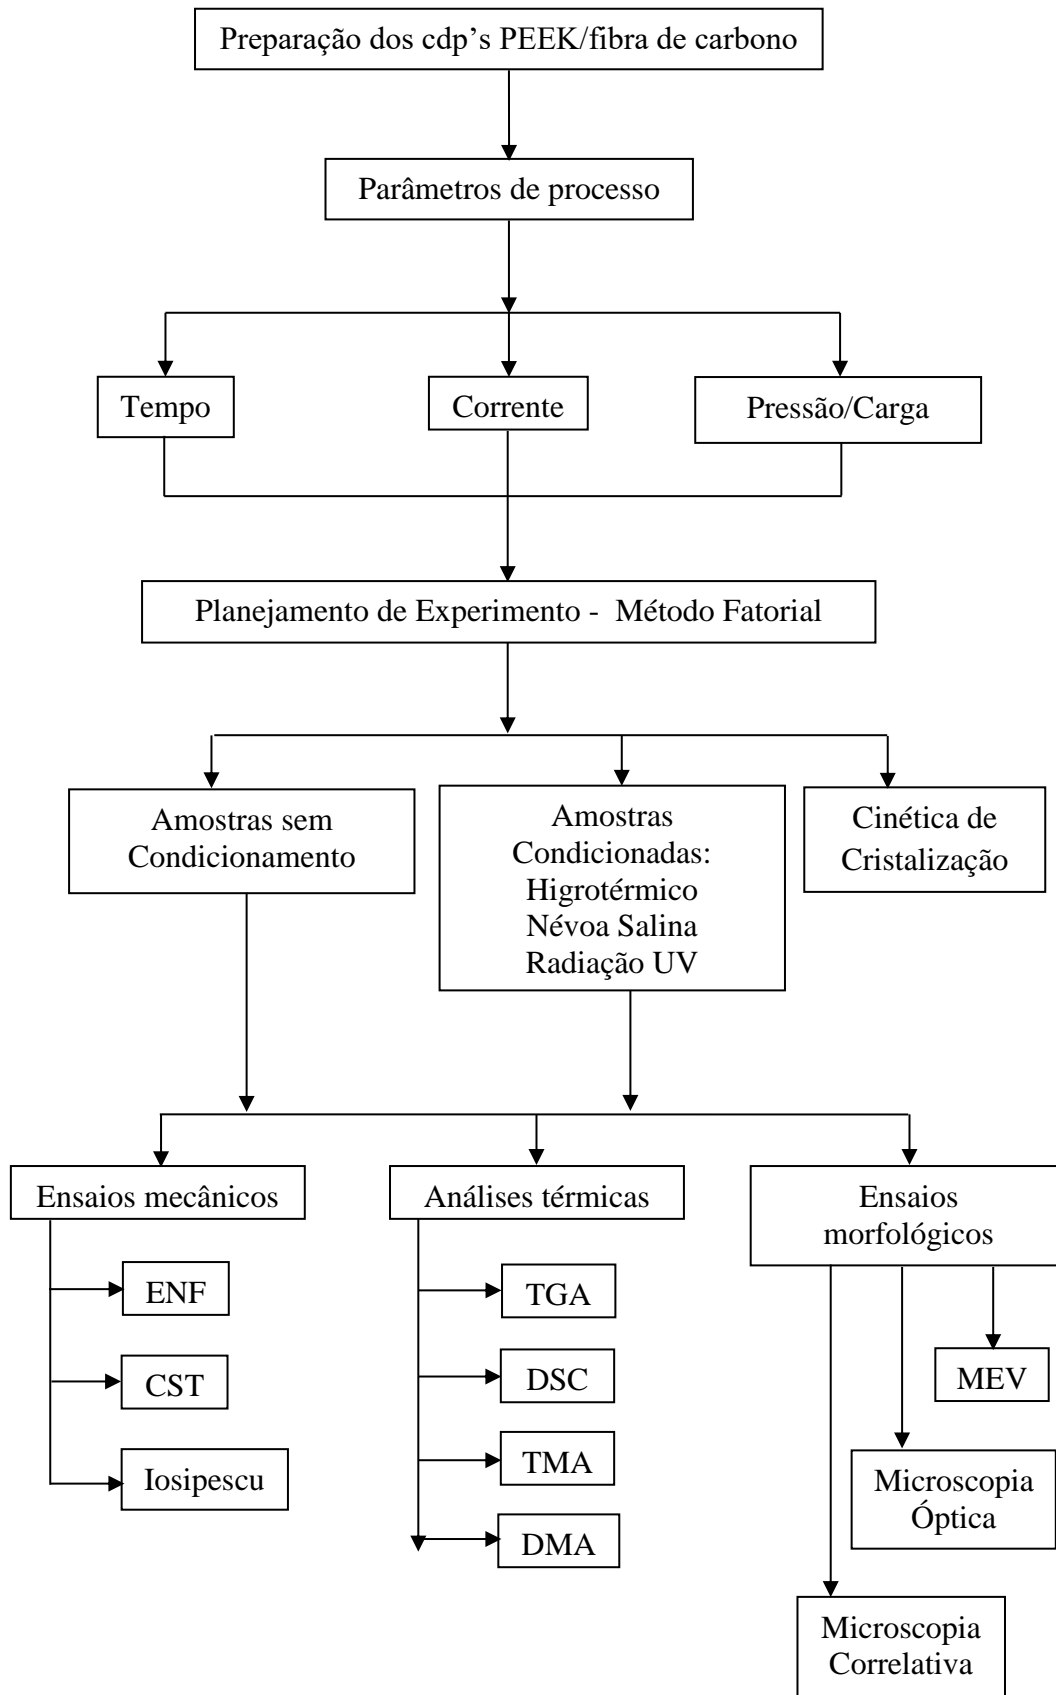 Preparação dos cdp’s PEEK/fibra de carbono
Parâmetros de processo
Tempo
Corrente
Pressão/Carga
Planejamento de Experimento - Método Fatorial
Amostras sem
Condicionamento
Amostras
Condicionadas:
Higrotérmico
Névoa Salina
Radiação UV
Cinética de
Cristalização
Ensaios mecânicos
ENF
CST
Iosipescu
Análises térmicas
TGA
DSC
TMA
DMA
Ensaios
morfológicos
MEV
Microscopia
Óptica
Microscopia
Correlativa